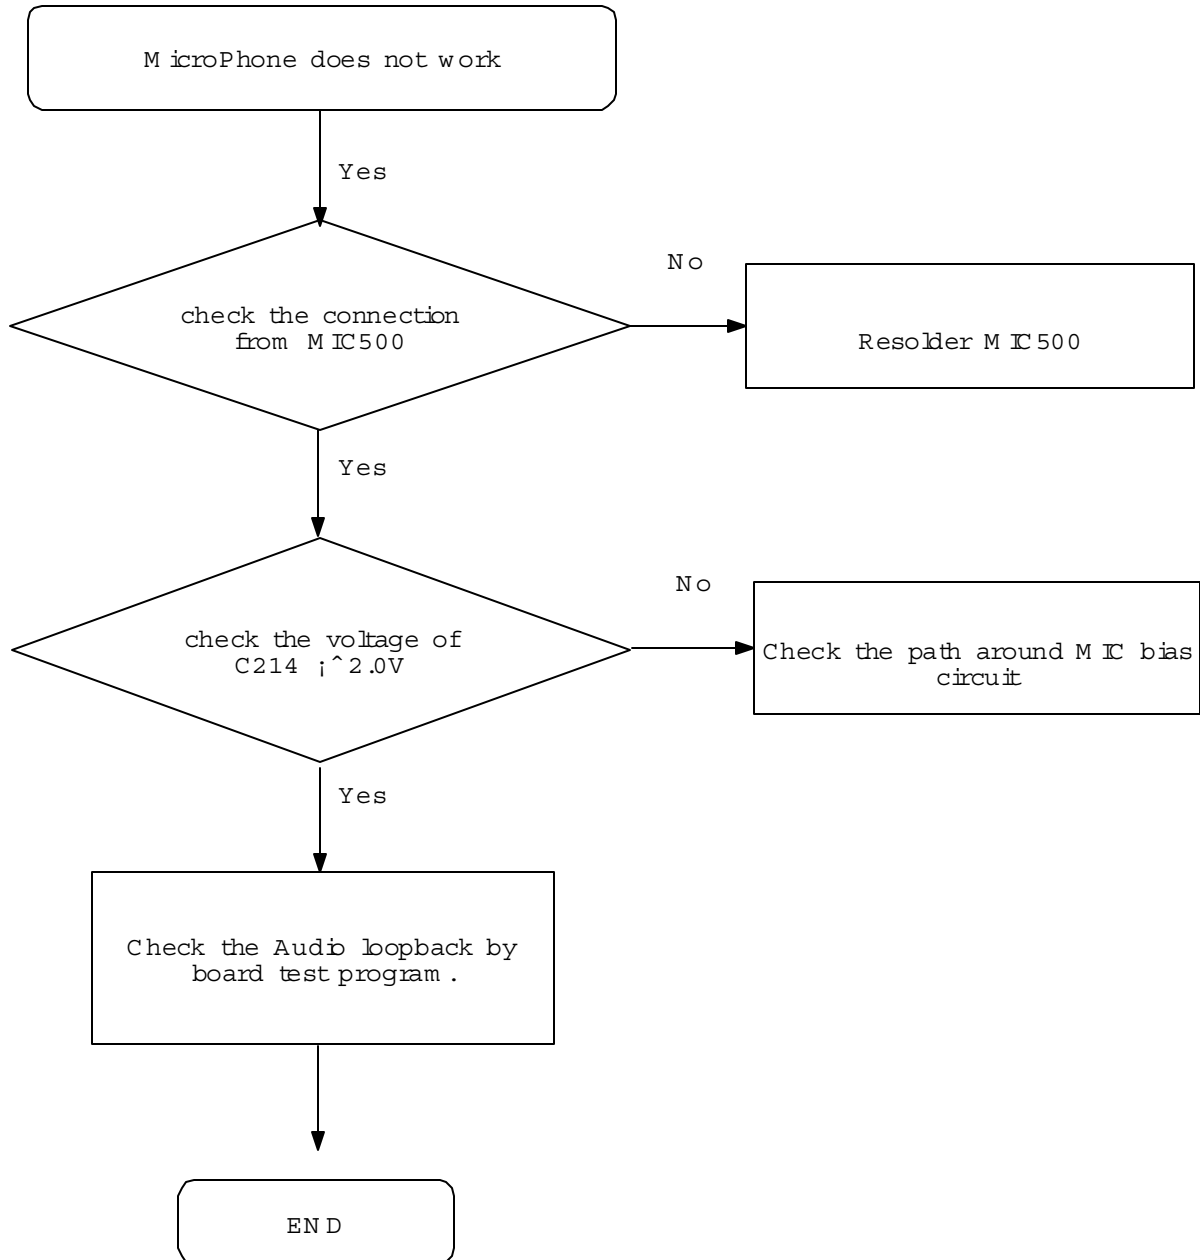 MicroPhone does not work
Yes
check the connection
from MIC500
No
Resolder MIC500
Yes
check the voltage of
C214 ¡^2.0V
No
Check the path around MIC bias
circuit
Yes
Check the Audio loopback by
board test program.
END